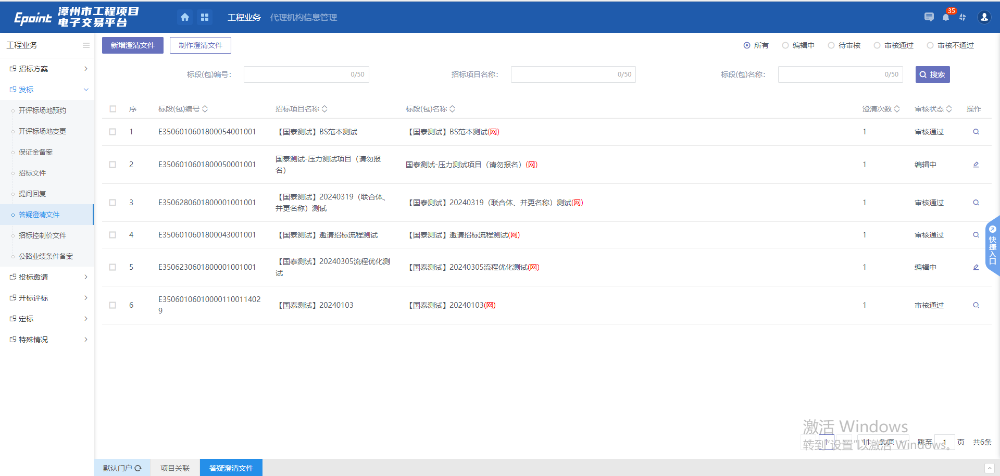 Epoint 漳州市工程项目
电子交易平台
工程业务 代理机构信息管理
35
工程业务
招标方案
发标
开评标场地预约
开评标场地变更
保证金备案
招标文件
提问回复
答疑澄清文件
招标控制价文件
公路业绩条件备案
投标邀请
开标评标
定标
特殊情况
新增澄清文件 制作澄清文件
所有 编辑中 待审核 审核通过 审核不通过
标段(包)编号： 0/50 招标项目名称： 0/50 标段(包)名称： 0/50 搜索
序 标段(包)编号 招标项目名称 标段(包)名称 澄清次数 审核状态 操作
1 E3506010601800054001001 【国泰测试】BS范本测试 【国泰测试】BS范本测试(网) 1 审核通过
2 E3506010601800050001001 国泰测试-压力测试项目（请勿报
名） 国泰测试-压力测试项目（请勿报名）(网) 1 编辑中
3 E3506280601800001001001 【国泰测试】20240319（联合体、
并更名称）测试 【国泰测试】20240319（联合体、并更名称）测试(网) 1 审核通过
4 E3506010601800043001001 【国泰测试】邀请招标流程测试 【国泰测试】邀请招标流程测试(网) 1 审核通过
5 E3506230601800001001001 【国泰测试】20240305流程优化测
试 【国泰测试】20240305流程优化测试(网) 1 编辑中
6 E35060106010000110011402
9 【国泰测试】20240103 【国泰测试】20240103(网) 1 审核通过
快捷入口
激活 Windows
转到"设置"以激活 Windows。
1 11 条/页 跳至 1 页 共6条
默认门户 项目关联 答疑澄清文件